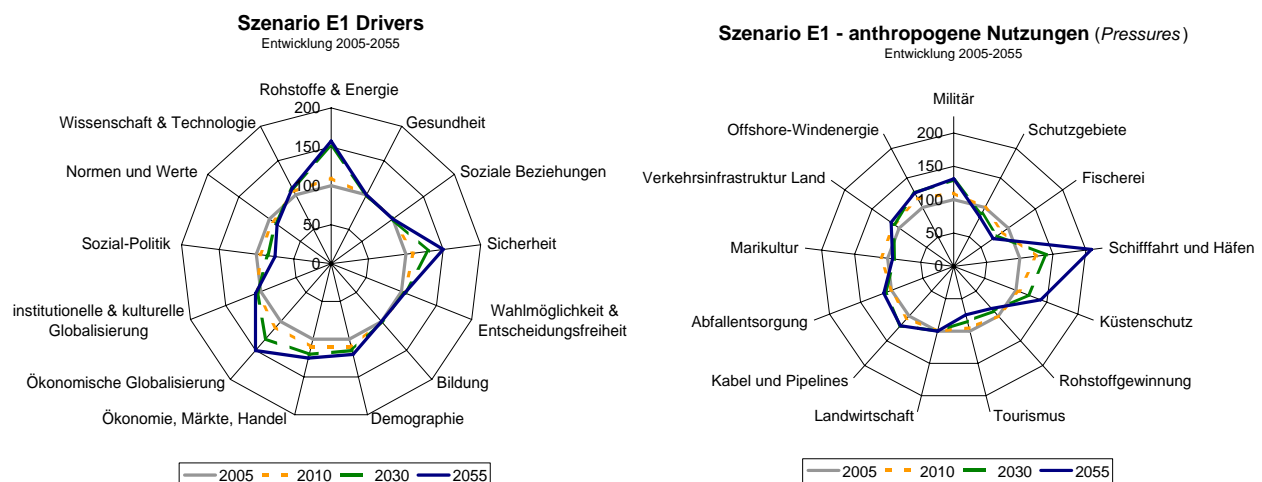 Szenario E1 Drivers
Entwicklung 2005-2055
Rohstoffe & Energie
Gesundheit
Soziale Beziehungen
Sicherheit
Wahlmöglichkeit &
Entscheidungsfreiheit
Bildung
Demographie
Ökonomie, Märkte, Handel
Ökonomische Globalisierung
institutionelle & kulturelle
Globalisierung
Sozial-Politik
Normen und Werte
Wissenschaft & Technologie
200
150
100
50
0
2005 2010 2030 2055
Szenario E1 - anthropogene Nutzungen (Pressures)
Entwicklung 2005-2055
Militär
Schutzgebiete
Fischerei
Schifffahrt und Häfen
Küstenschutz
Rohstoffgewinnung
Tourismus
Landwirtschaft
Kabel und Pipelines
Abfallentsorgung
Marikultur
Verkehrsinfrastruktur Land
Offshore-Windenergie
200
150
100
50
0
2005 2010 2030 2055